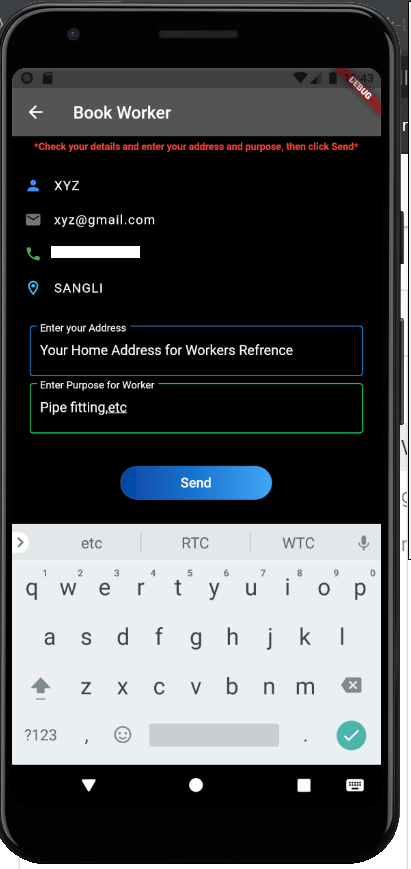 43
DEBUG
Book Worker
*Check your details and enter your address and purpose, then click Send*
XYZ
xyz@gmail.com
SANGLI
Enter your Address
Your Home Address for Workers Refrence
Enter Purpose for Worker
Pipe fitting,etc
Send
etc RTC WTC
1 2 3 4 5 6 7 8 9 0
q w e r t y u i o p
a s d f g h j k l
z x c v b n m
?123 , .